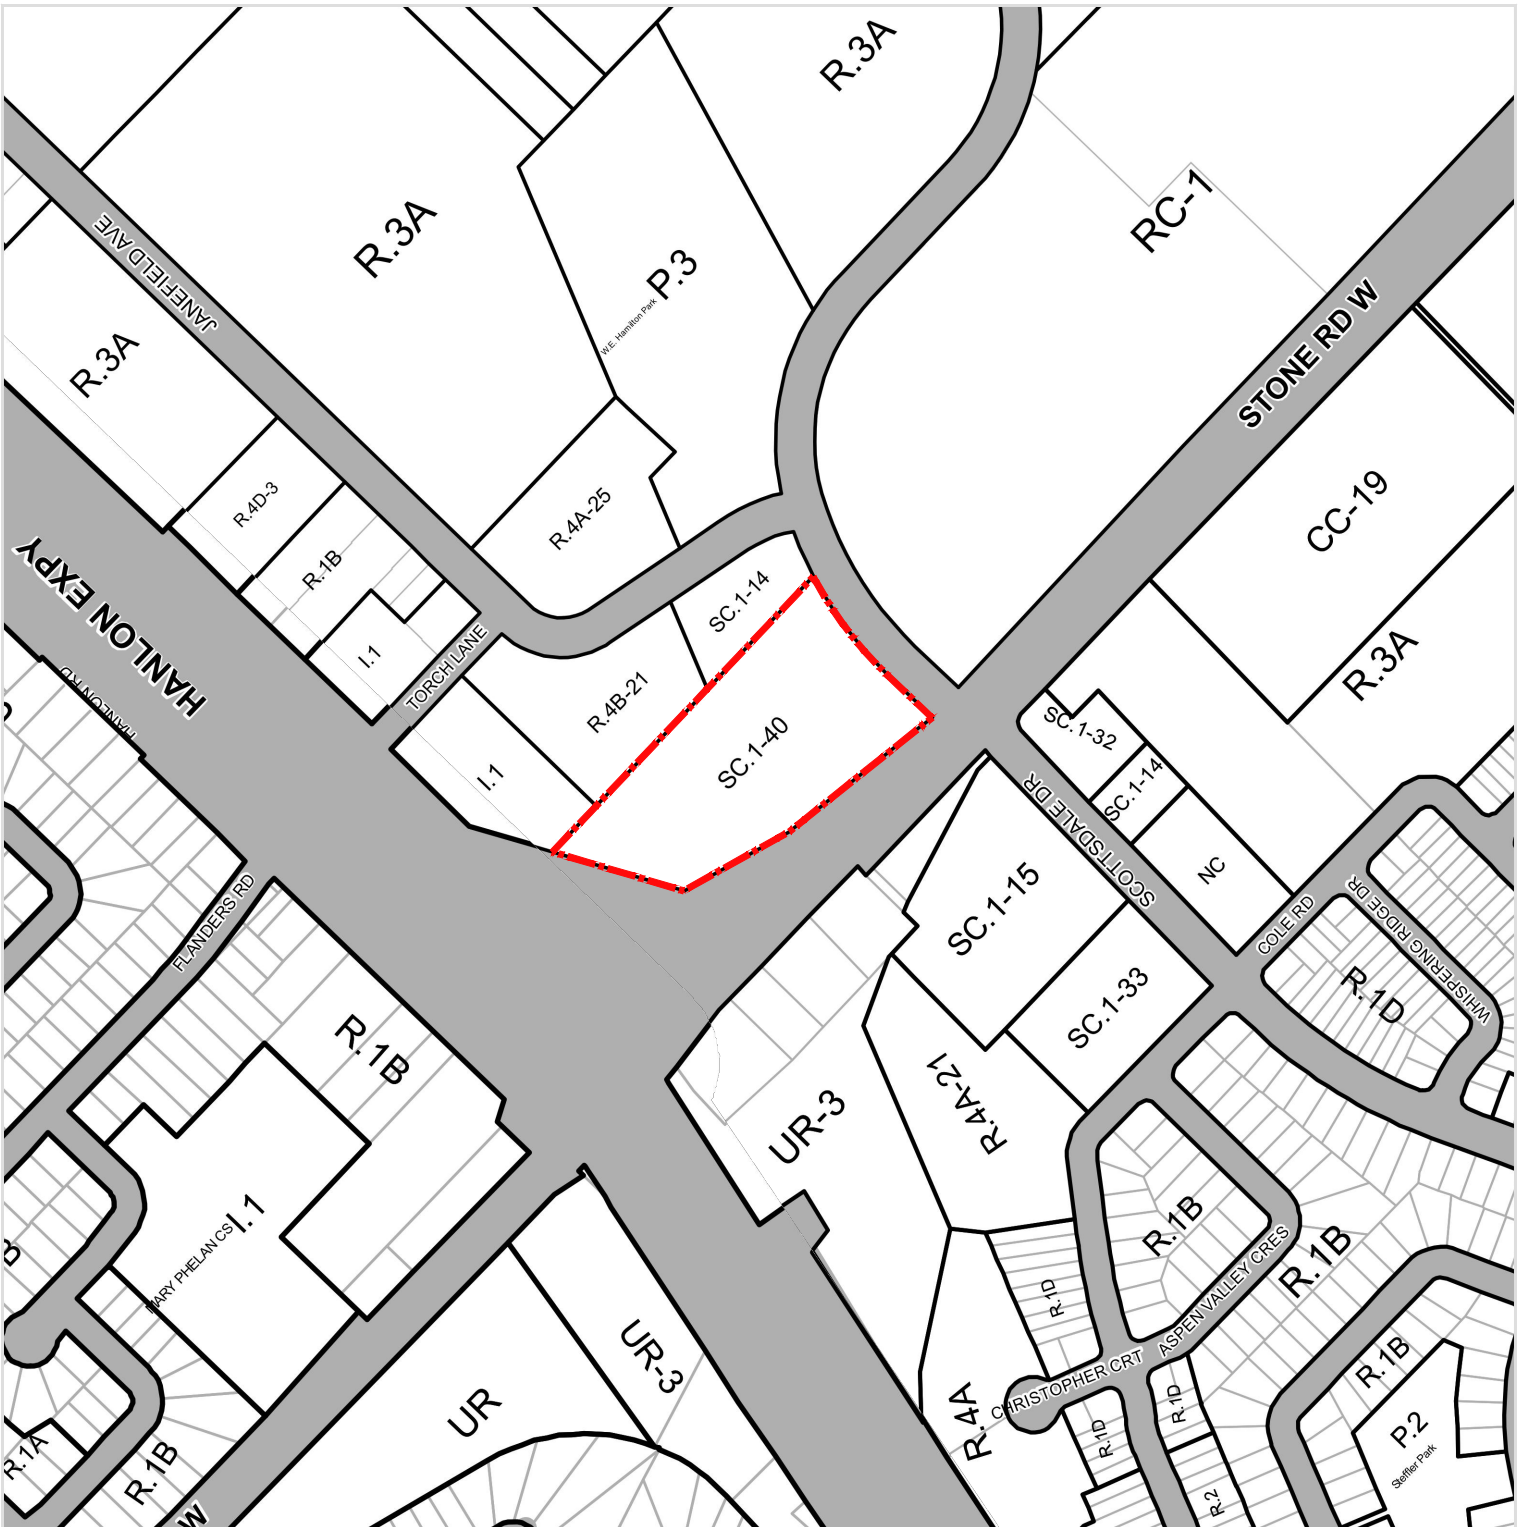 R.3A
RC-1
R.3A
P.3
W.E. Hamilton Park
JANEFIELD AVE
R.3A
STONE RD W
CC-19
R.4D-3
R.4A-25
R.1B
HANLON EXPY
SC.1-14
I.1
TORCH LANE
R.4B-21
R.3A
HANLON RD
SC.1-40
I.1
SC.1-32
SC.1-14
SCOTTSDALE DR
NC
SC.1-15
FLANDERS RD
COLE RD
WHISPERING RIDGE DR
R.1D
SC.1-33
R.1B
R.4A-21
UR-3
R.1B
I.1
MARY PHELAN CS
B
R.1B
ASPEN VALLEY CRES
R.1D
UR-3
CHRISTOPHER CRT
R.1B
UR
R.4A
R.1D
R.1D
P.2
Steffler Park
R.1A
R.1B
R.2
W